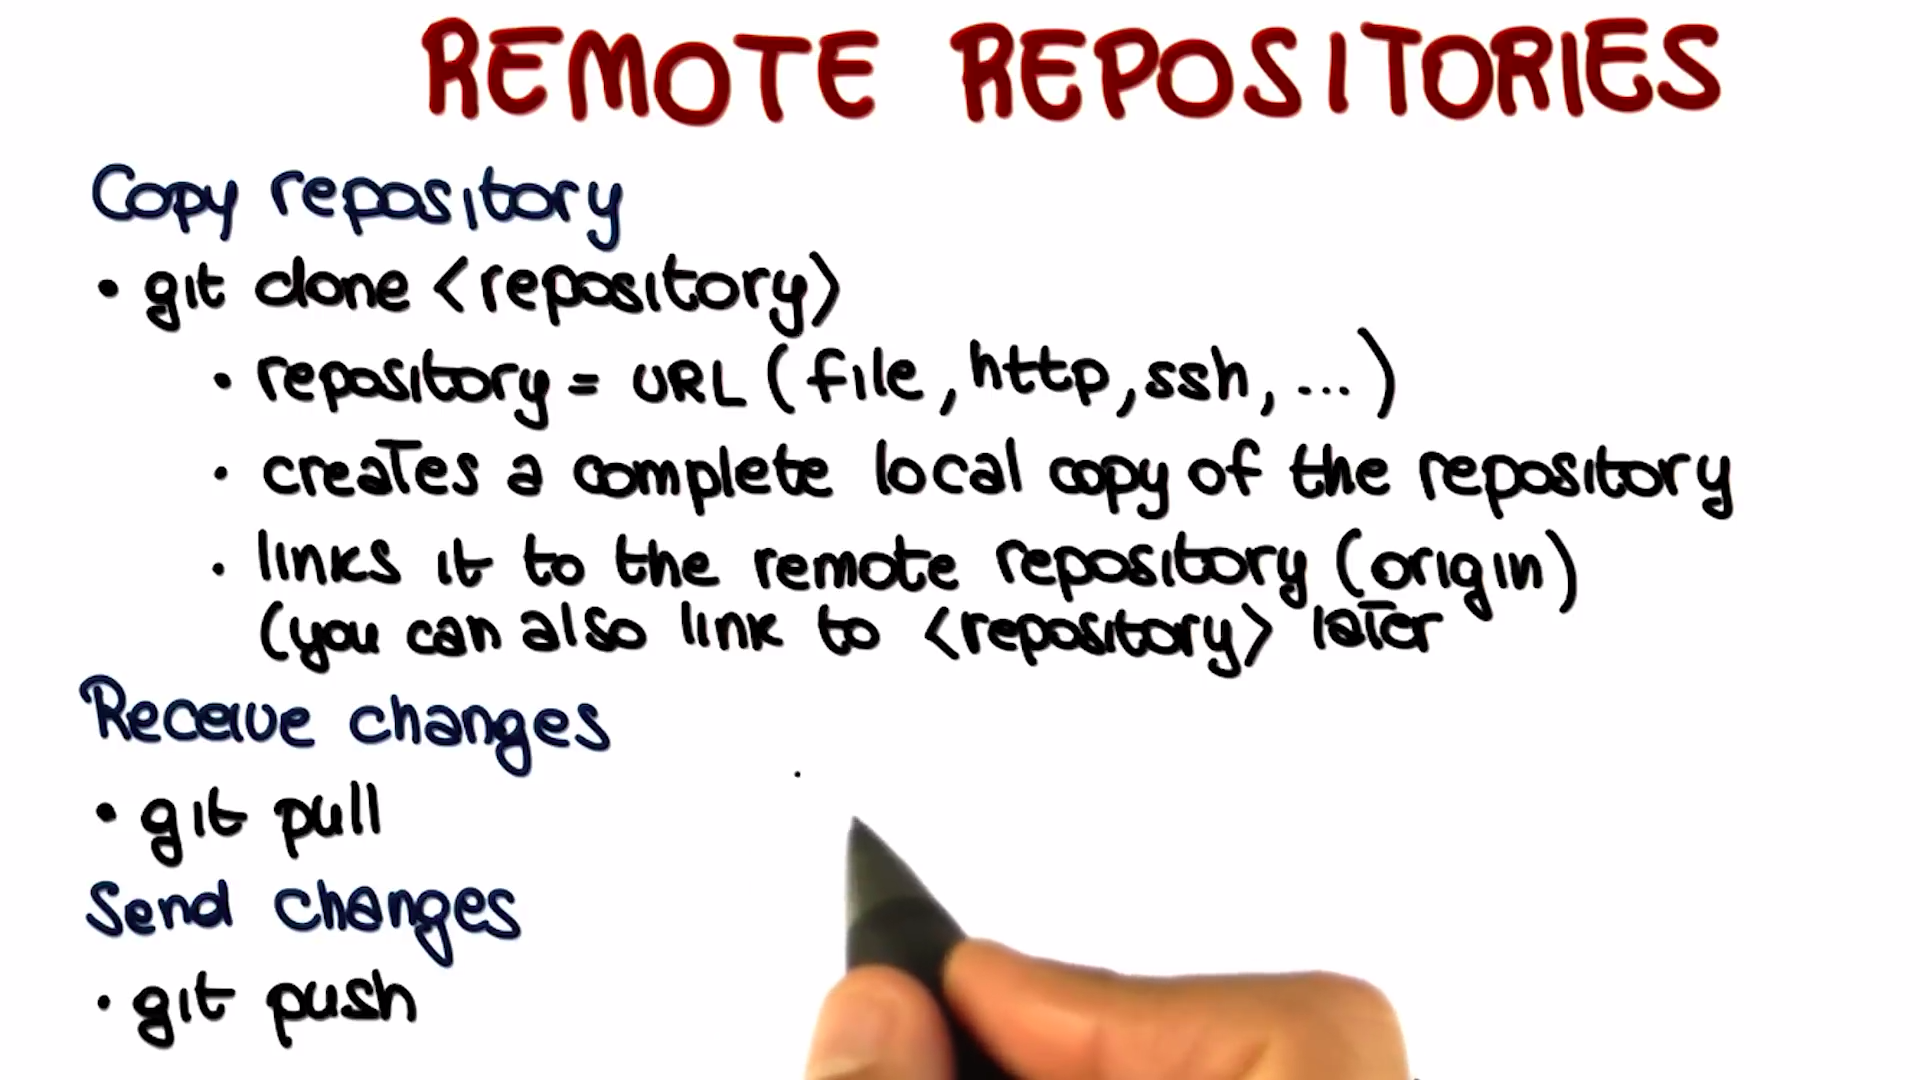 REMOTE REPOSITORIES
Copy repository
• git clone <repository>
• repository = URL (file, http, ssh, ...)
• creates a complete local copy of the repository
• links it to the remote repository (origin)
(you can also link to <repository> later
Receive changes
• git pull
Send changes
• git push